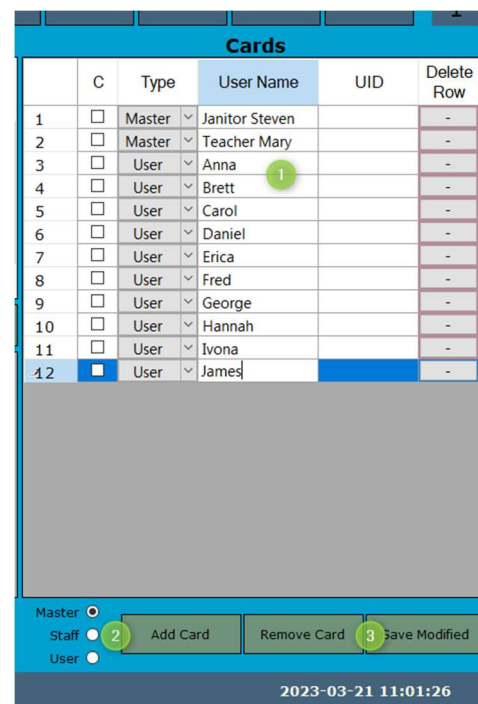 Cards
C Type User Name UID Delete Row
1 Master Janitor Steven -
2 Master Teacher Mary -
3 User Anna -
1
4 User Brett -
5 User Carol -
6 User Daniel -
7 User Erica -
8 User Fred -
9 User George -
10 User Hannah -
11 User Ivona -
12 User James -
Master
Staff 2 Add Card Remove Card 3 Save Modified
User
2023-03-21 11:01:26